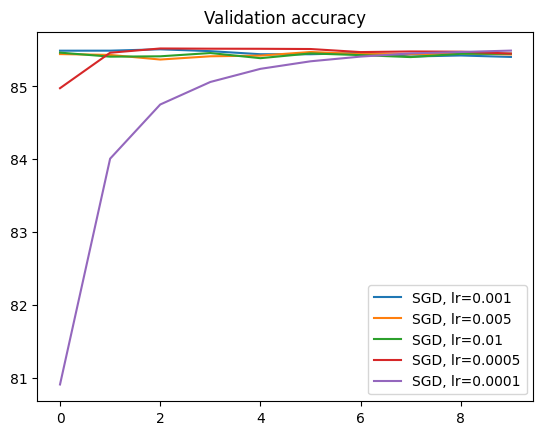 Validation accuracy
85
84
83
82
81
0 2 4 6 8
SGD, lr=0.001
SGD, lr=0.005
SGD, lr=0.01
SGD, lr=0.0005
SGD, lr=0.0001